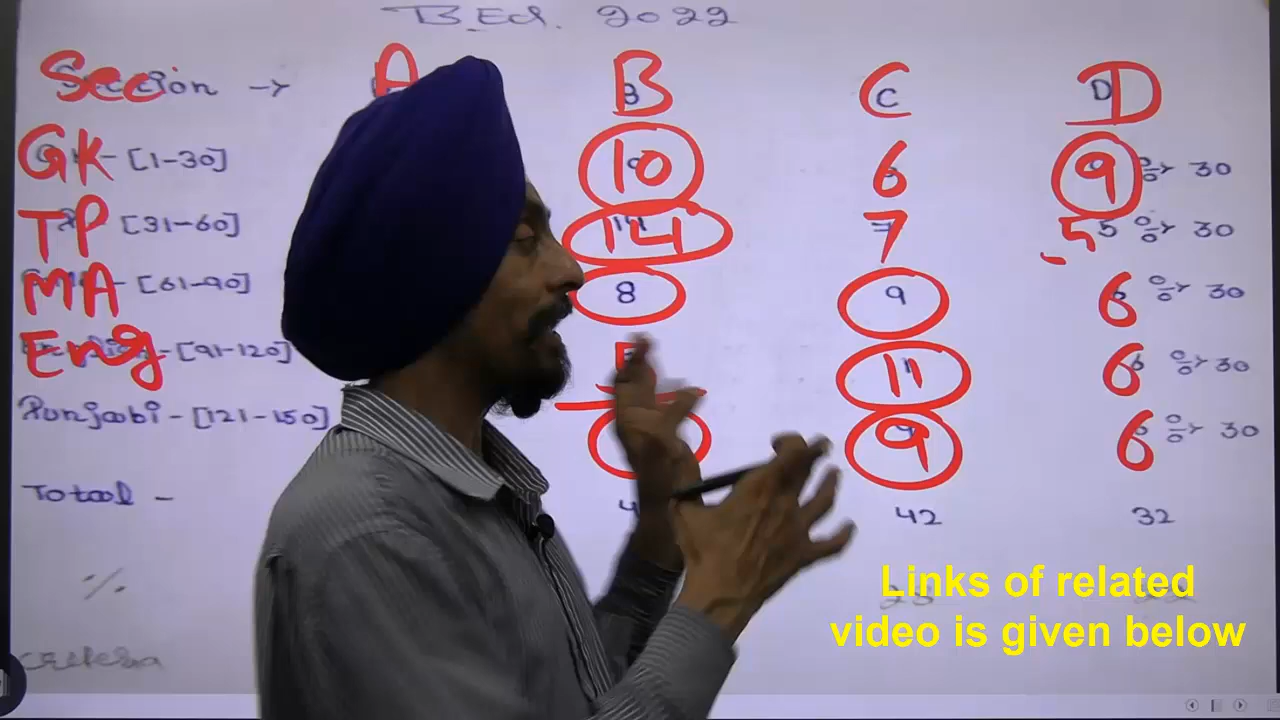 B.Ed. 2022
Section → A B C D
GK - [1-30] 10 6 9 % → 30
TP [31-60] 14 7 5 % → 30
MA - [61-90] 8 9 6 % → 30
Eng - [91-120] 11 6 % → 30
Punjabi - [121-150] 9 6 % → 30
Total - 42 32
%
criteria
Links of related
video is given below